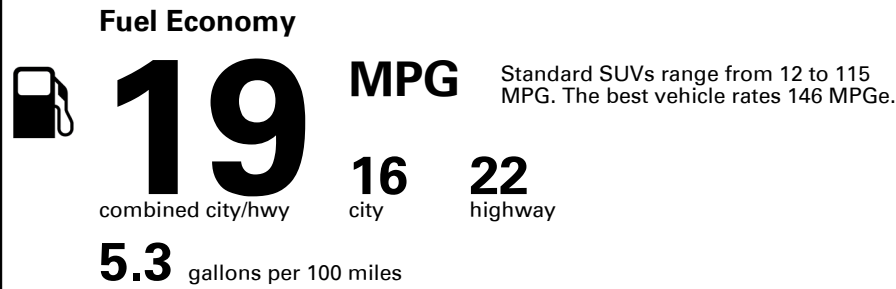 Fuel Economy
19 MPG
Standard SUVs range from 12 to 115
MPG. The best vehicle rates 146 MPGe.
16 22
combined city/hwy city highway
5.3 gallons per 100 miles